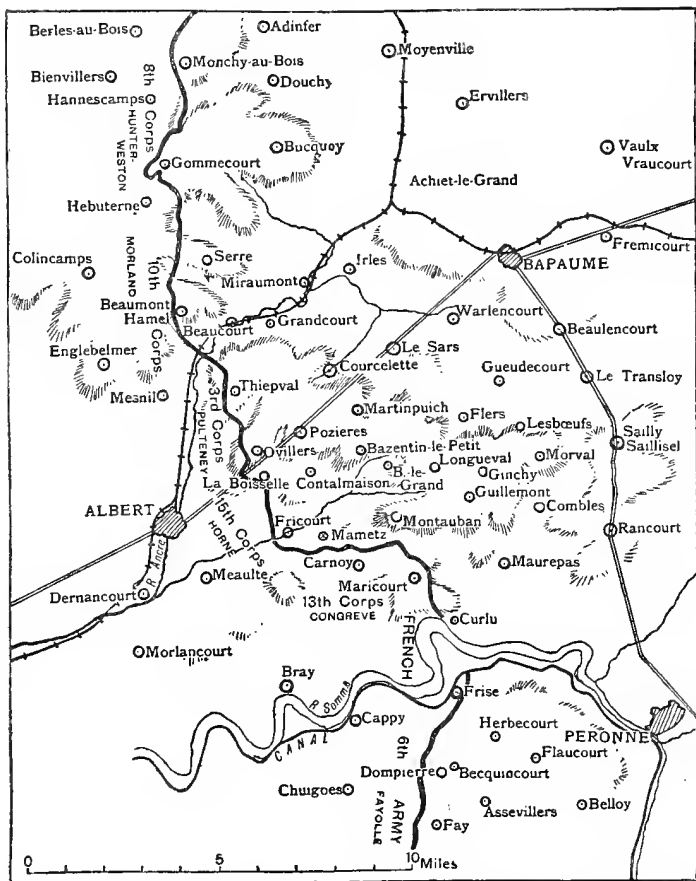 Berles-au-Bois
Adinfer
Moyenville
Monchy-au-Bois
Bienvillers
Douchy
Hannescamps
Ervillers
8th Corps
HUNTER-
WESTON
Bucquoy
Vaulx
Vraucourt
Gommecourt
Achiet-le-Grand
Hebuterne
Fremicourt
Colincamps
MORLAND
10th Corps
Serre
Irles
BAPAUME
Miraumont
Beaumont
Hamel
Beaucourt
Grandcourt
Warlencourt
Beaulencourt
Le Sars
Englebelmer
Courcelette
Gueudecourt
Le Transloy
Mesnil
Thiepval
3rd Corps
PULTENEY
Martinpuich
Flers
Lesbœufs
Pozieres
Sailly
Saillisel
Ovillers
Bazentin-le-Petit
Longueval
Morval
La Boisselle
Contalmaison
B. le-
Grand
Ginchy
Guillemont
ALBERT
15th Corps
HORNE
Combles
Fricourt
Montauban
Rancourt
Mametz
R. Ancre
Meaulte
Carnoy
Maricourt
Maurepas
Dernancourt
13th Corps
CONGREVE
Curlu
FRENCH
Morlancourt
Bray
R. Somme
Frise
Cappy
CANAL
Herbecourt
PERONNE
6th
Flaucourt
Dompierre
Becquincourt
Chuigoes
ARMY
FAYOLLE
Assevillers
Belloy
Fay
0 5 10 Miles